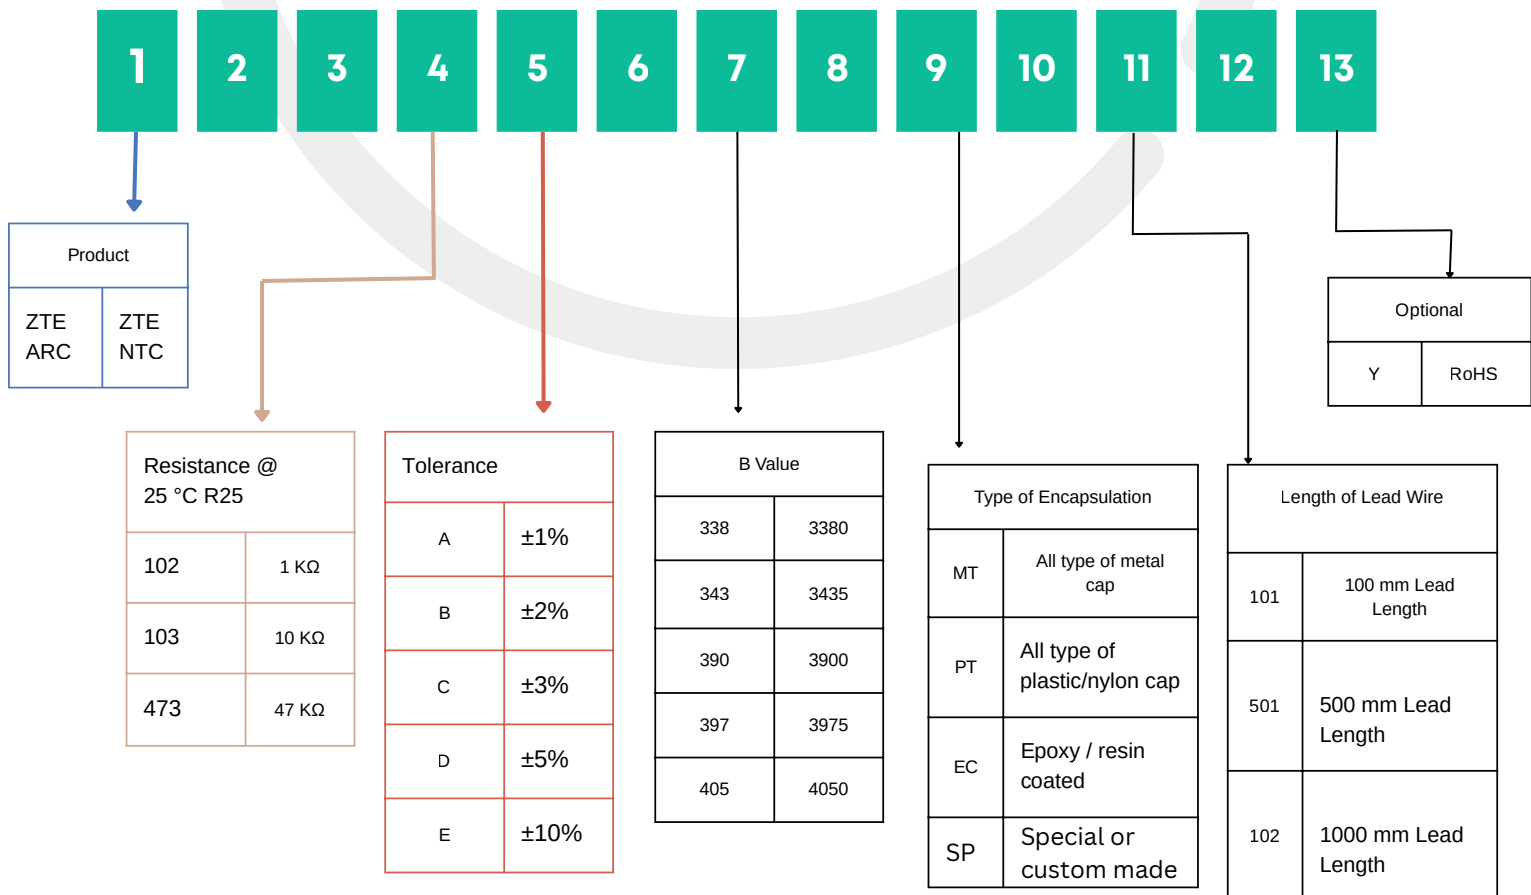 1 2 3 4 5 6 7 8 9 10 11 12 13
Product
ZTE
ARC
ZTE
NTC
Optional
Y RoHS
Resistance @
25 °C R25
102 1 KΩ
103 10 KΩ
473 47 KΩ
Tolerance
A ±1%
B ±2%
C ±3%
D ±5%
E ±10%
B Value
338 3380
343 3435
390 3900
397 3975
405 4050
Type of Encapsulation
MT
All type of metal
cap
PT
All type of
plastic/nylon cap
EC
Epoxy / resin
coated
SP
Special or
custom made
Length of Lead Wire
101
100 mm Lead
Length
501
500 mm Lead
Length
102
1000 mm Lead
Length